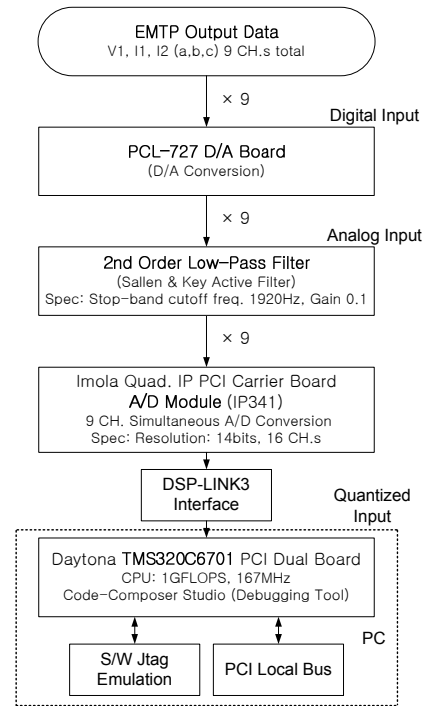 EMTP Output Data
V1, I1, I2 (a,b,c) 9 CH.s total
× 9
Digital Input
PCL-727 D/A Board
(D/A Conversion)
× 9
Analog Input
2nd Order Low-Pass Filter
(Sallen & Key Active Filter)
Spec: Stop-band cutoff freq. 1920Hz, Gain 0.1
× 9
Imola Quad. IP PCI Carrier Board
A/D Module (IP341)
9 CH. Simultaneous A/D Conversion
Spec: Resolution: 14bits, 16 CH.s
DSP-LINK3
Interface
Quantized
Input
Daytona TMS320C6701 PCI Dual Board
CPU: 1GFLOPS, 167MHz
Code-Composer Studio (Debugging Tool)
PC
S/W Jtag
Emulation
PCI Local Bus